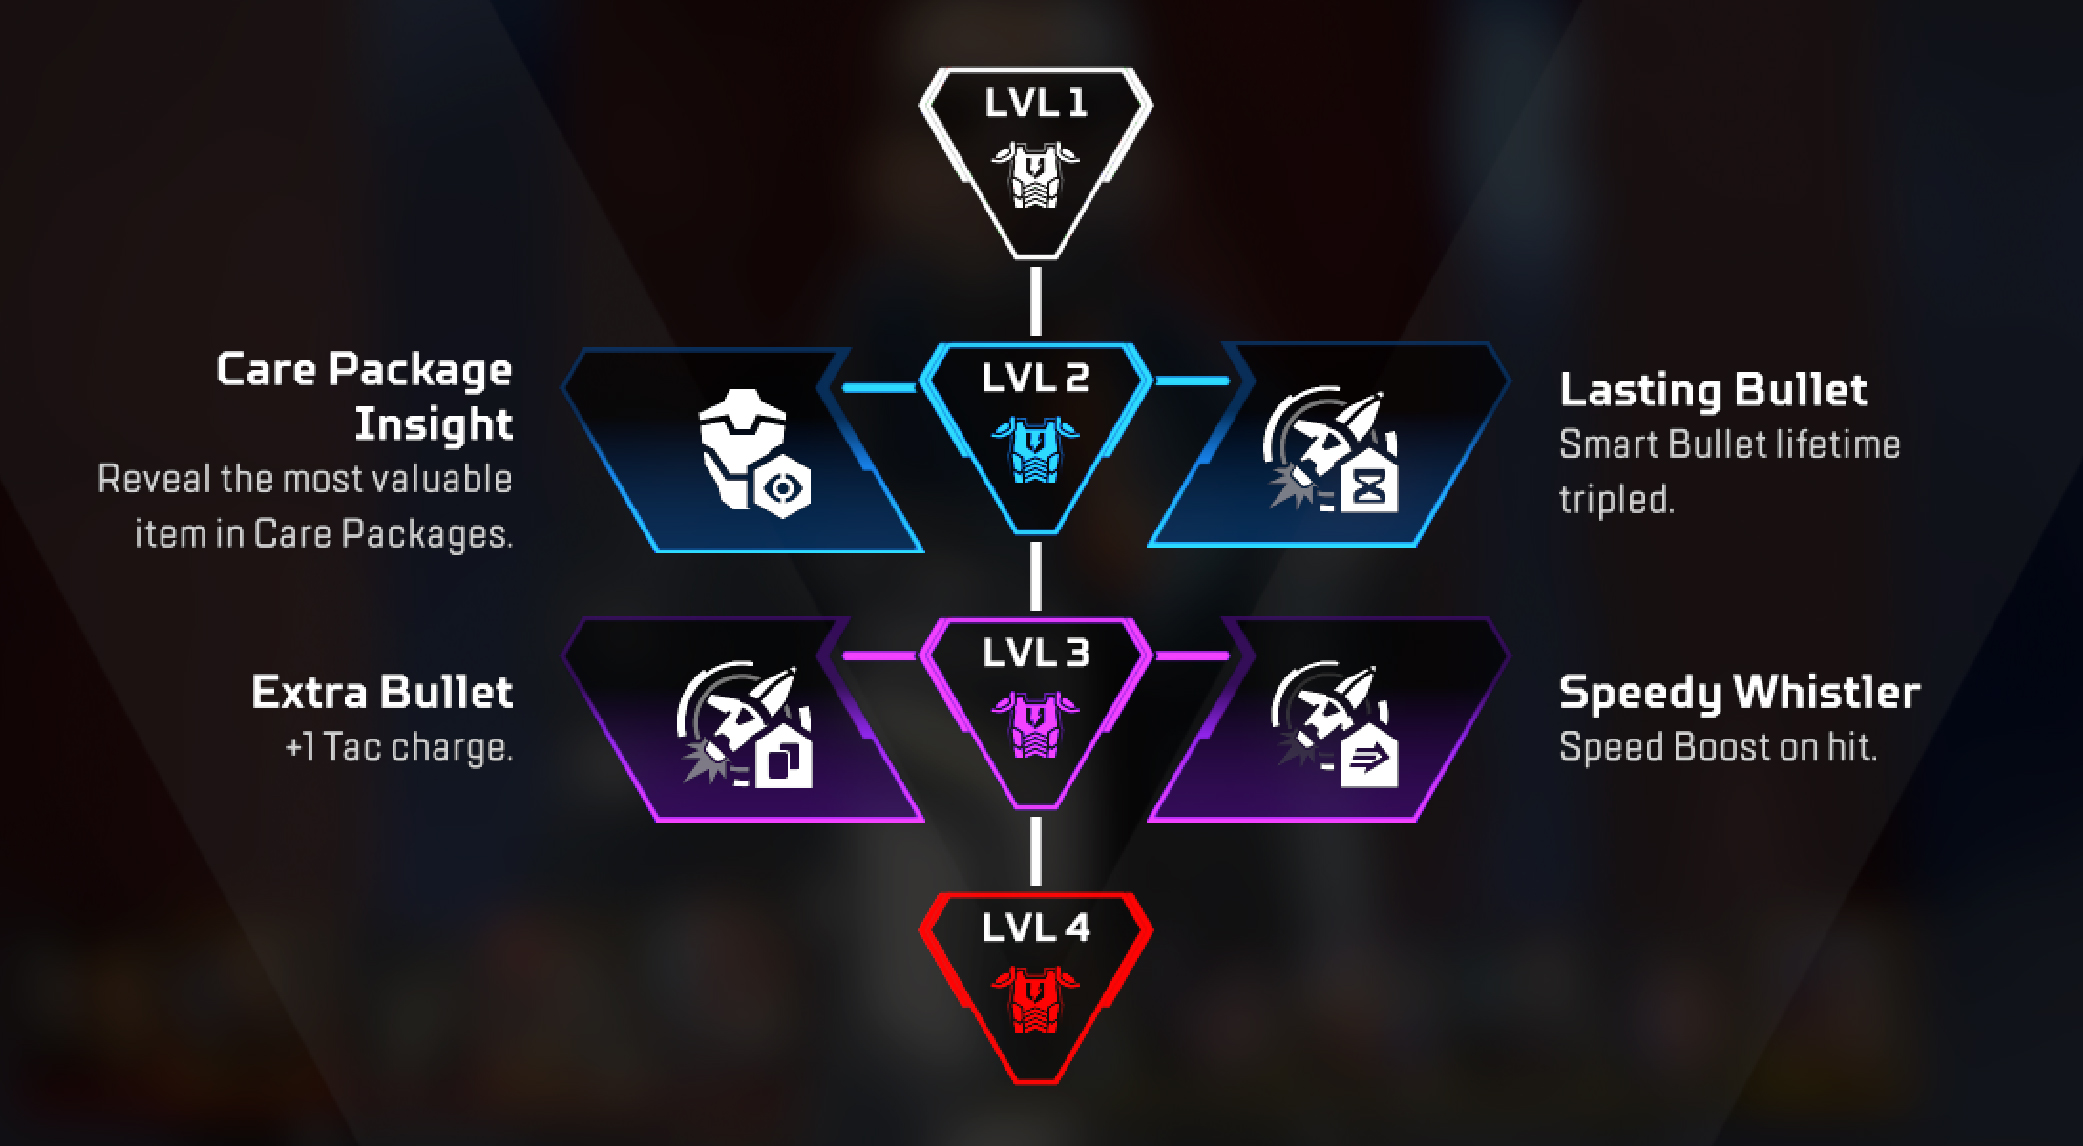 LVL 1
Care Package
Insight
Reveal the most valuable
item in Care Packages.
LVL 2
Lasting Bullet
Smart Bullet lifetime
tripled.
Extra Bullet
+1 Tac charge.
LVL 3
Speedy Whistler
Speed Boost on hit.
LVL 4